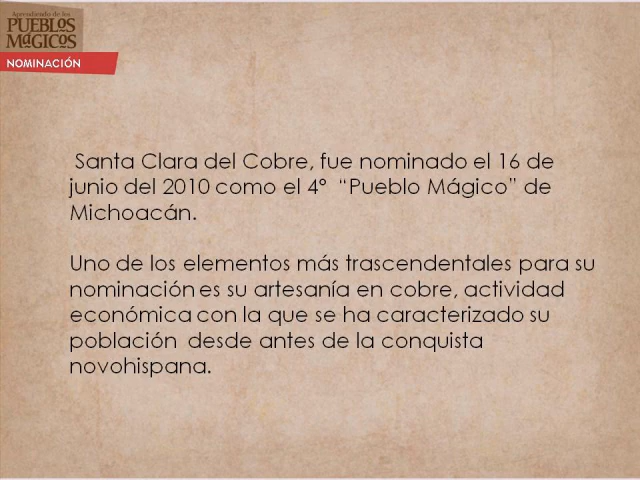 Aprendiendo de los
PUEBLOS
MáGICOS
NOMINACIÓN
Santa Clara del Cobre, fue nominado el 16 de
junio del 2010 como el 4° “Pueblo Mágico” de
Michoacán.
Uno de los elementos más trascendentales para su
nominación es su artesanía en cobre, actividad
económica con la que se ha caracterizado su
población desde antes de la conquista
novohispana.